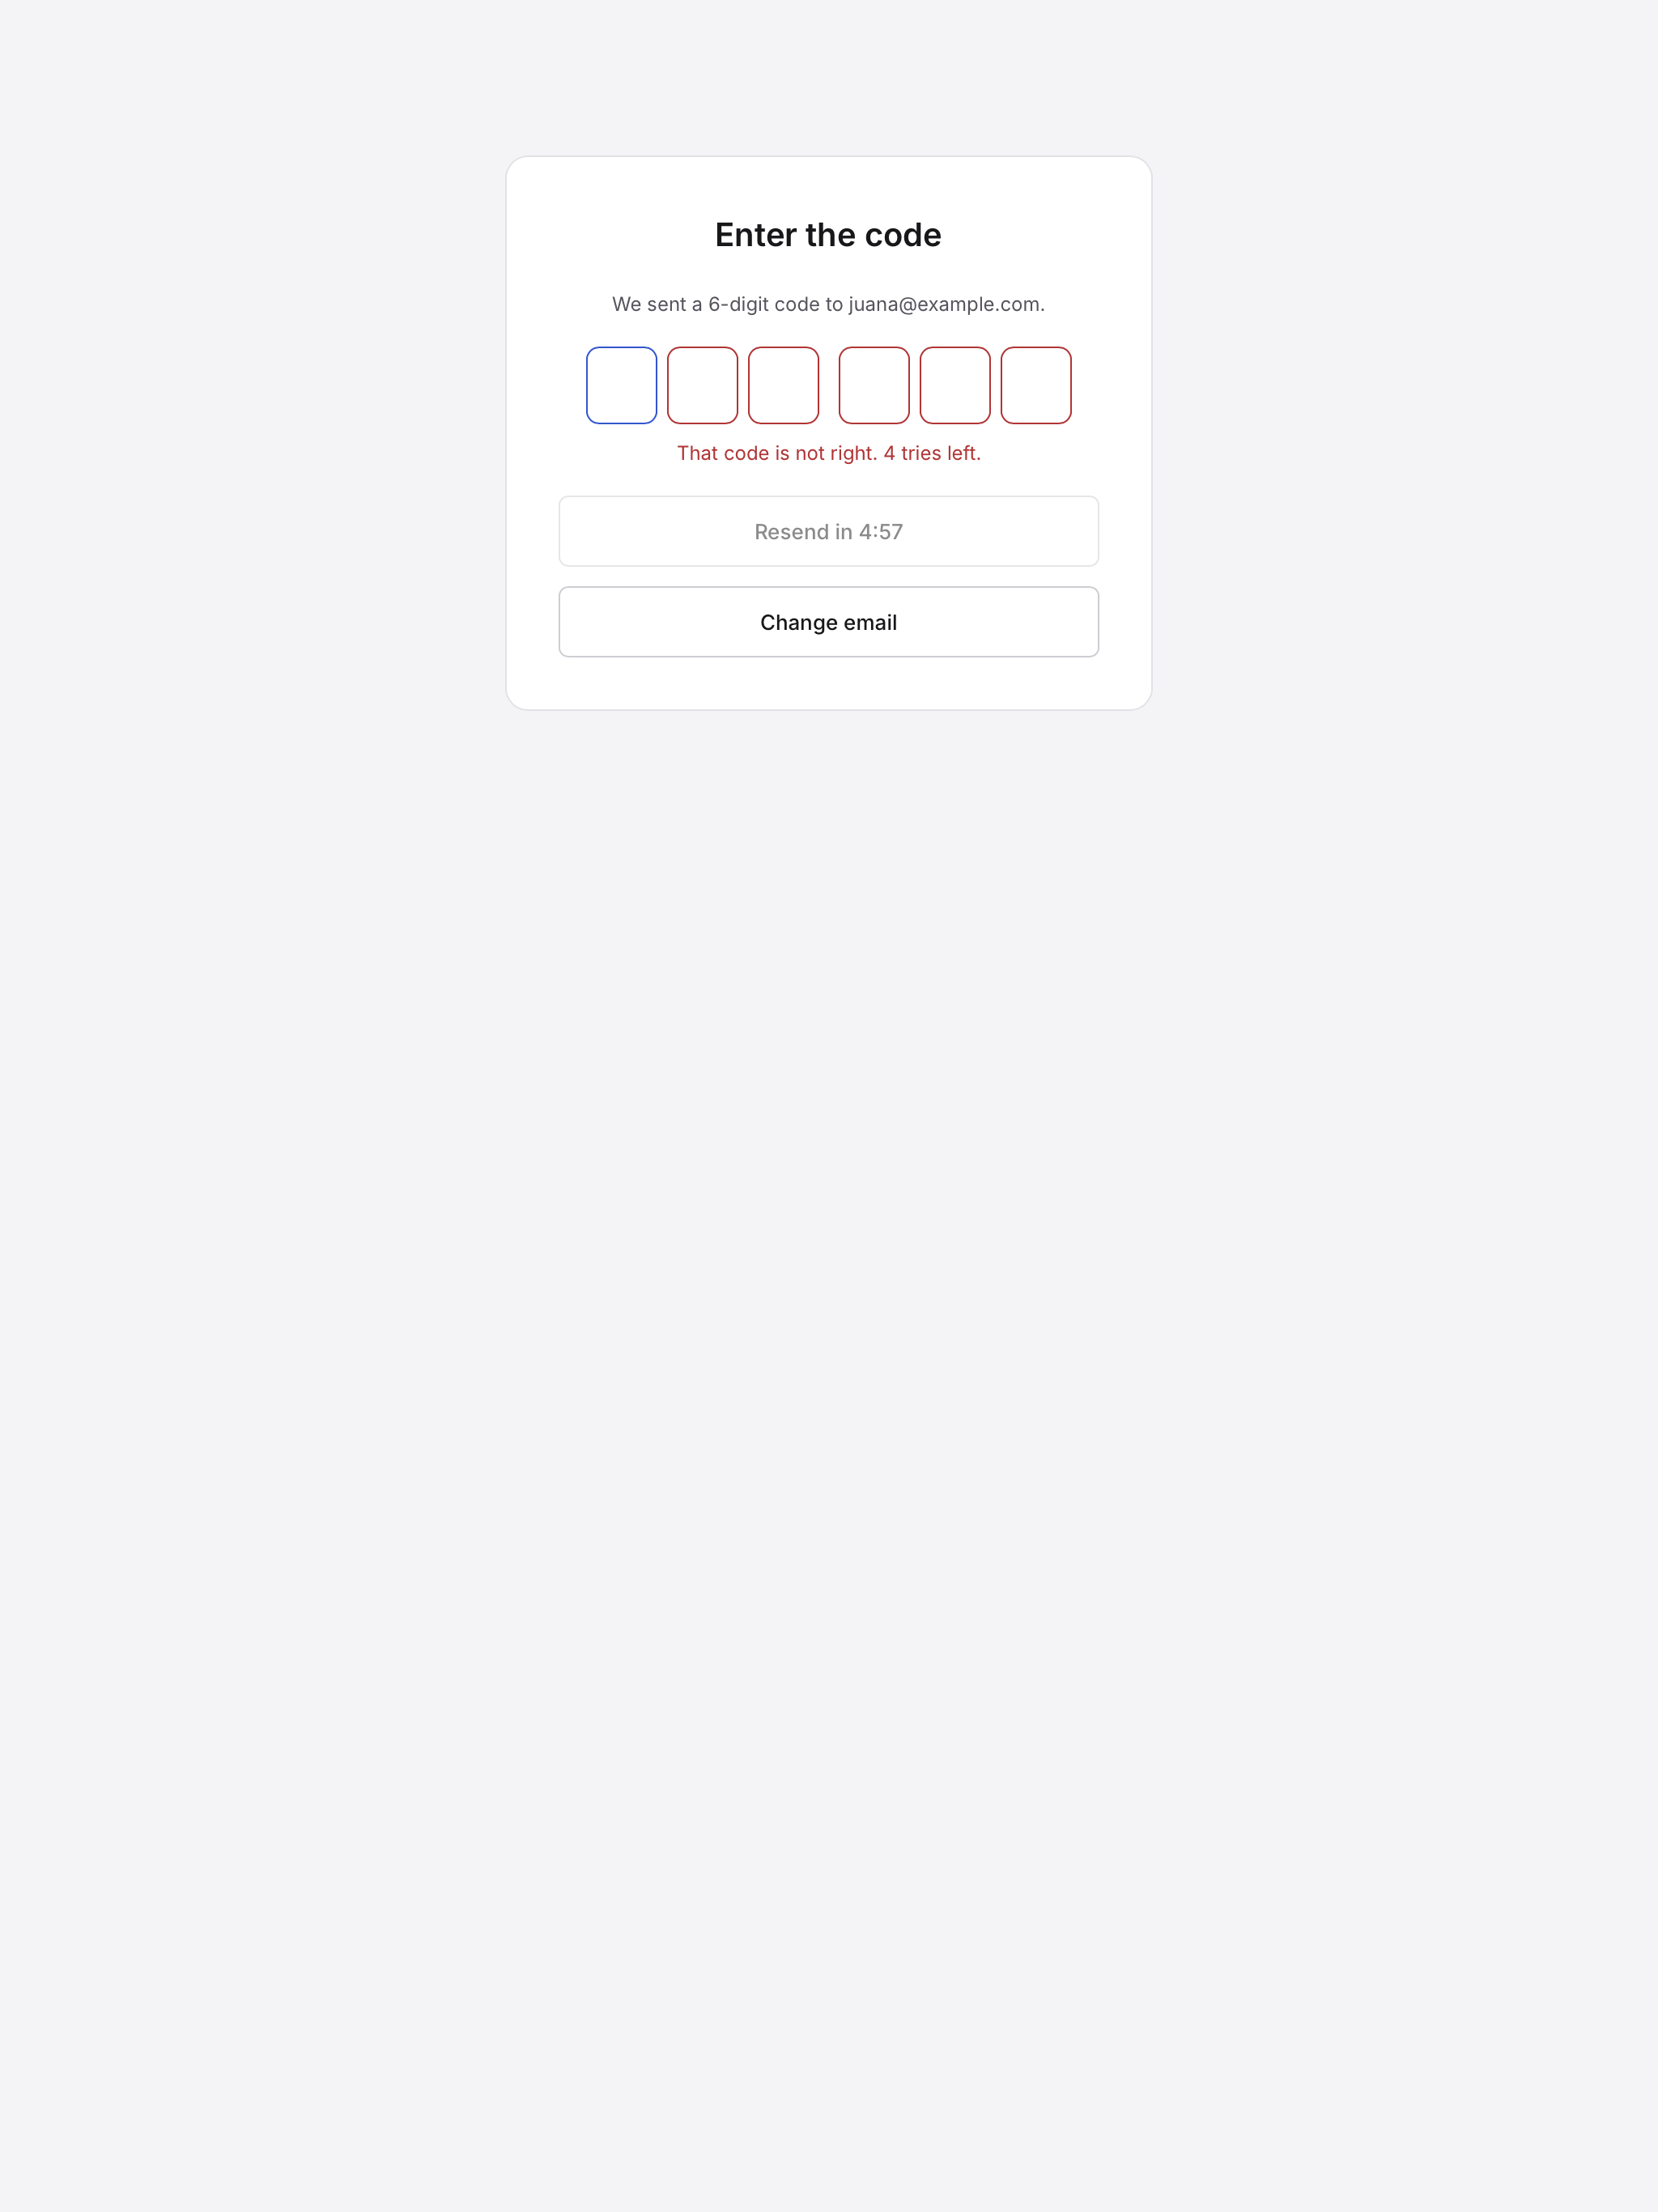 Enter the code
We sent a 6-digit code to juana@example.com.
That code is not right. 4 tries left.
Resend in 4:57
Change email